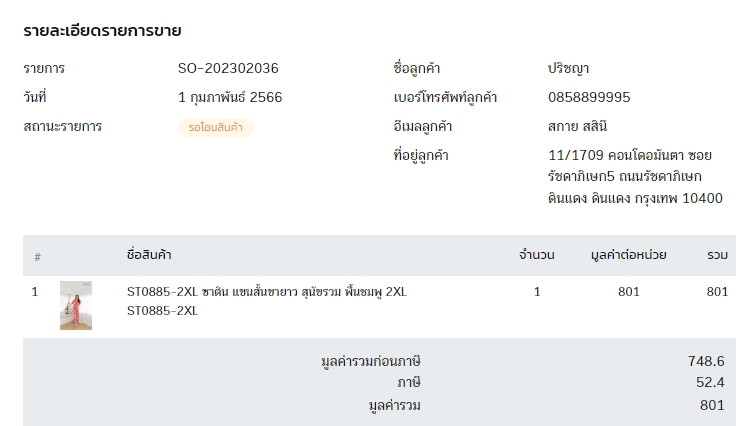 รายละเอียดรายการขาย
รายการ SO-202302036
วันที่ 1 กุมภาพันธ์ 2566
สถานะรายการ รอโอนสินค้า
ชื่อลูกค้า ปริชญา
เบอร์โทรศัพท์ลูกค้า 0858899995
อีเมลลูกค้า สกาย สสินี
ที่อยู่ลูกค้า 11/1709 คอนโดอมันตา ซอย
รัชดาภิเษก5 ถนนรัชดาภิเษก
ดินแดง ดินแดง กรุงเทพ 10400
# ชื่อสินค้า จำนวน มูลค่าต่อหน่วย รวม
1 ST0885-2XL ซาติน แขนสั้นขายาว สุนัขรวม พื้นชมพู 2XL 1 801 801
ST0885-2XL
มูลค่ารวมก่อนภาษี 748.6
ภาษี 52.4
มูลค่ารวม 801